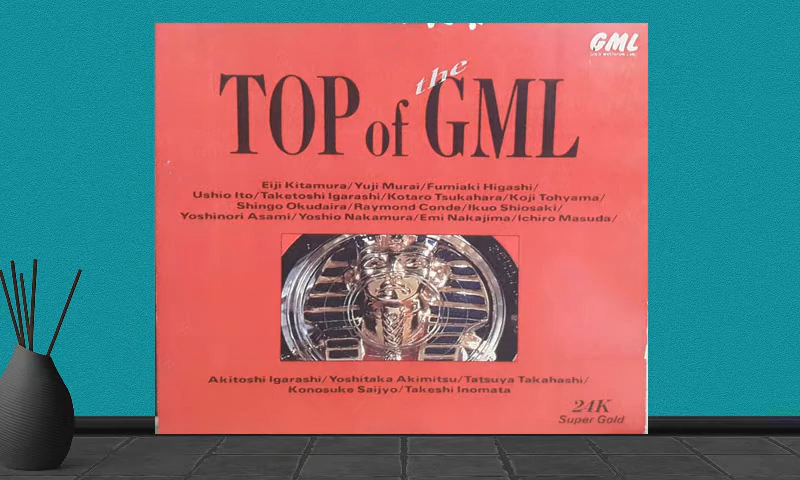 GML
TOP of the GML
Eiji Kitamura/Yuji Murai/Fumiaki Higashi/
Ushio Ito/Taketoshi Igarashi/Kotaro Tsukahara/Koji Tohyama/
Shingo Okudaira/Raymond Conde/Ikuo Shiosaki/
Yoshinori Asami/Yoshio Nakamura/Emi Nakajima/Ichiro Masuda/
Akitoshi Igarashi/Yoshitaka Akimitsu/Tatsuya Takahashi/
Konosuke Saijyo/Takeshi Inomata
24K
Super Gold